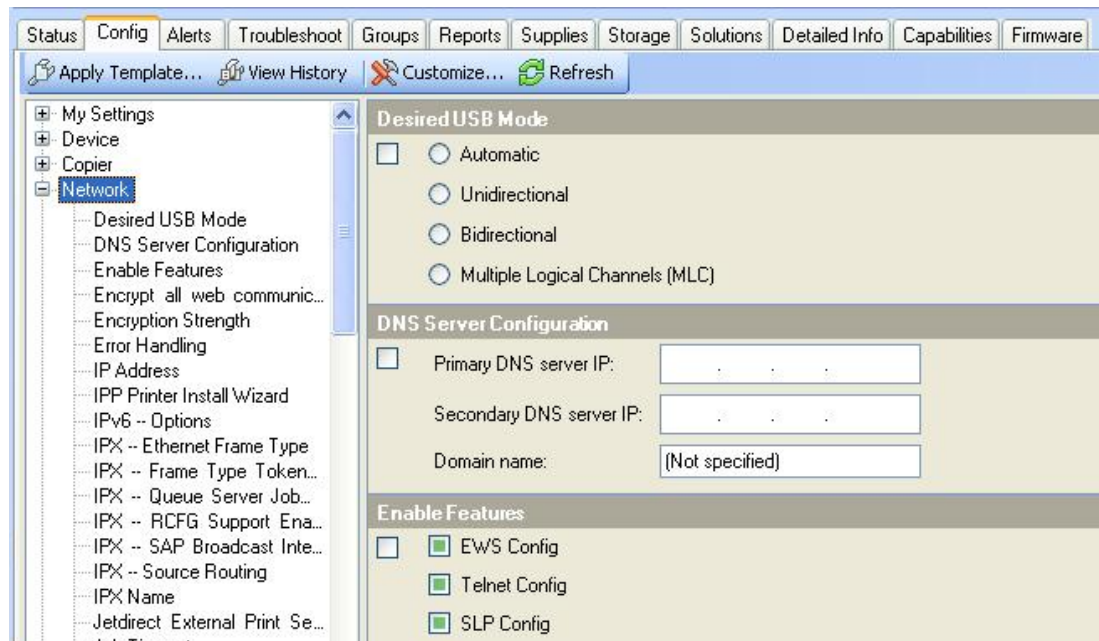 Status Config Alerts Troubleshoot Groups Reports Supplies Storage Solutions Detailed Info Capabilities Firmware
Apply Template... View History Customize... Refresh
My Settings
Device
Copier
Network
Desired USB Mode
DNS Server Configuration
Enable Features
Encrypt all web communic...
Encryption Strength
Error Handling
IP Address
IPP Printer Install Wizard
IPv6 -- Options
IPX -- Ethernet Frame Type
IPX -- Frame Type Token...
IPX -- Queue Server Job...
IPX -- RCFG Support Ena...
IPX -- SAP Broadcast Inte...
IPX -- Source Routing
IPX Name
Jetdirect External Print Se...
Desired USB Mode
Automatic
Unidirectional
Bidirectional
Multiple Logical Channels (MLC)
DNS Server Configuration
Primary DNS server IP: . . .
Secondary DNS server IP: . . .
Domain name: (Not specified)
Enable Features
EWS Config
Telnet Config
SLP Config